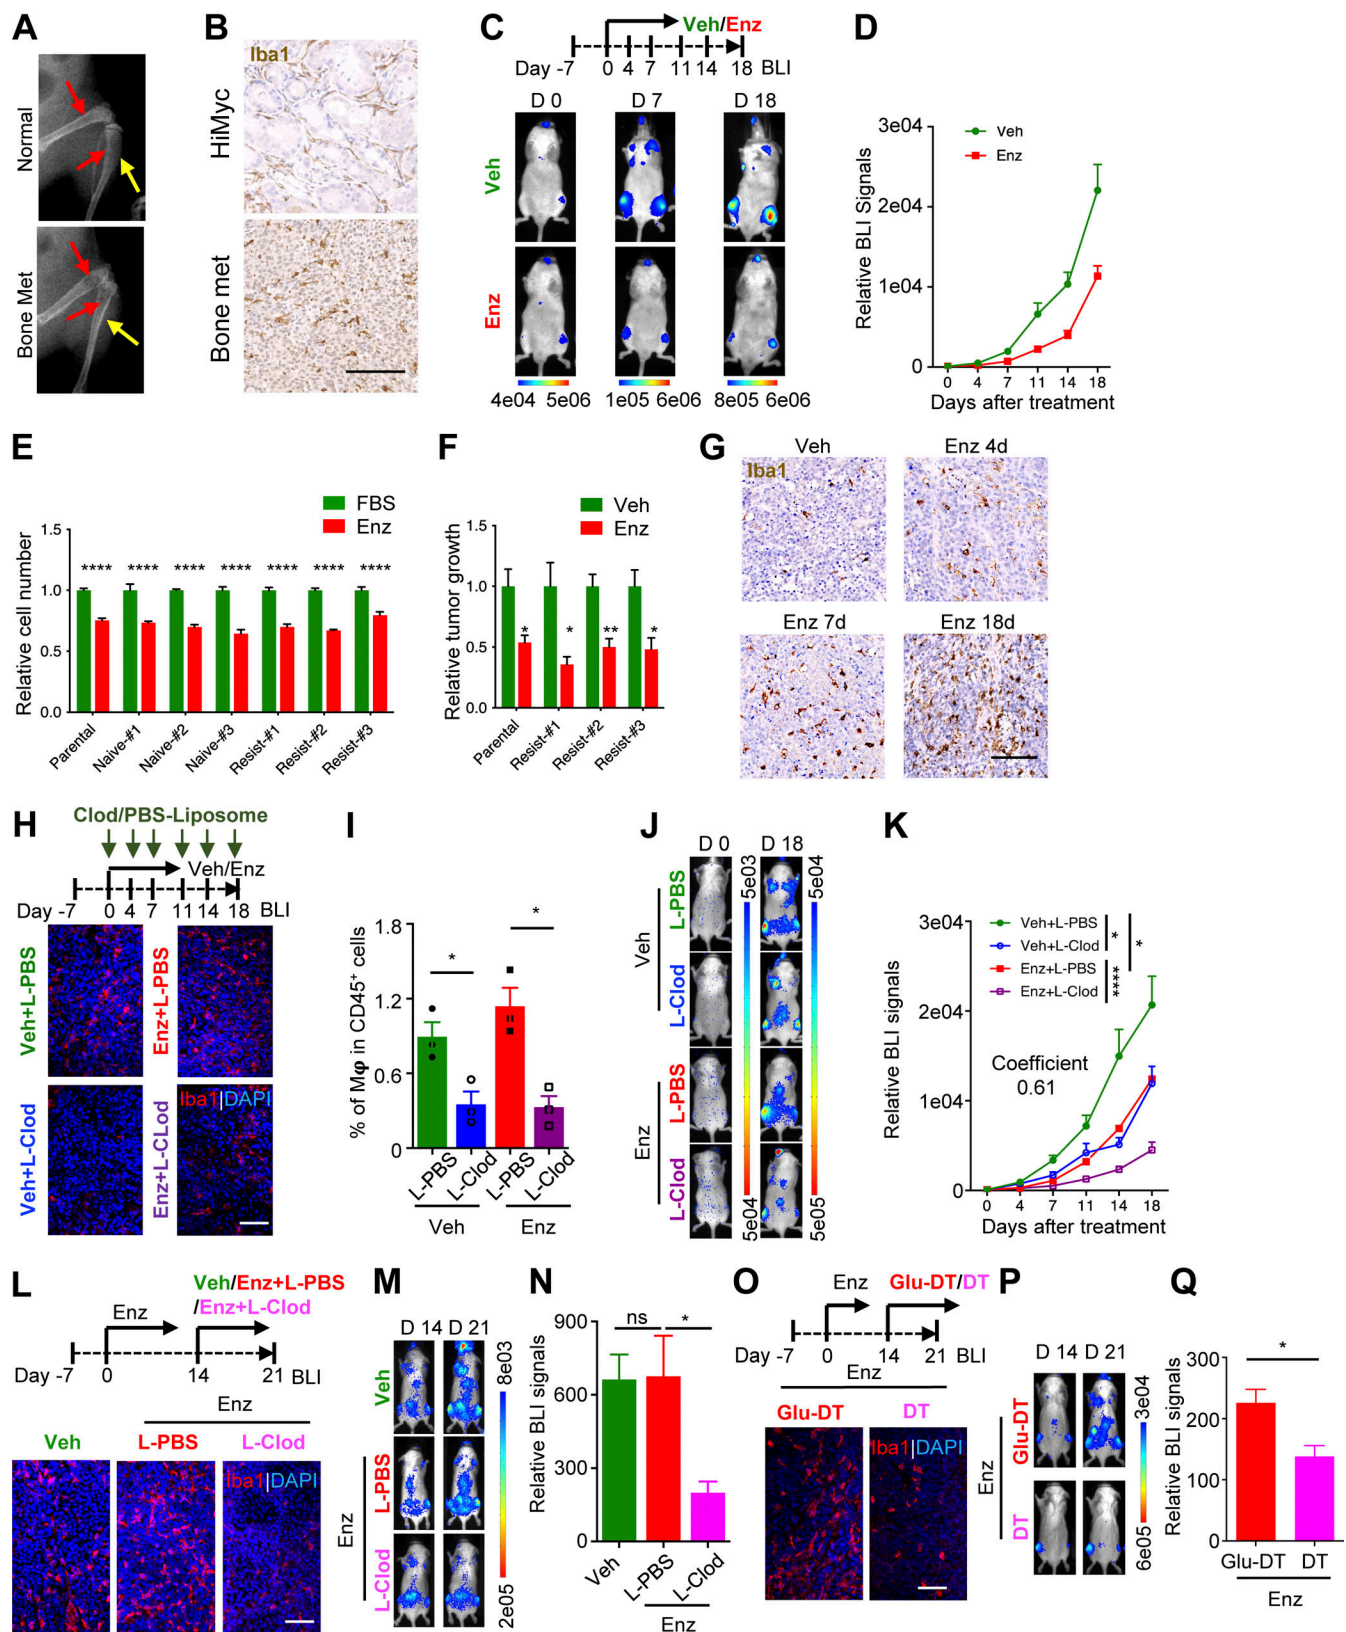 A
Normal
Bone Met
B
Iba1
HiMyc
Bone met
C
Veh/Enz
Day -7 0 4 7 11 14 18 BLI
D 0 D 7 D 18
Veh
Enz
4e04 5e06 1e05 6e06 8e05 6e06
D
Veh
Enz
Relative BLI Signals
3e04
2e04
1e04
0
0 4 7 11 14 18
Days after treatment
E
FBS
Enz
Relative cell number
1.5
1.0
0.5
0.0
**** **** **** **** **** **** ****
Parental Naive-#1 Naive-#2 Naive-#3 Resist-#1 Resist-#2 Resist-#3
F
Veh
Enz
Relative tumor growth
1.5
1.0
0.5
0.0
* * ** *
Parental Resist-#1 Resist-#2 Resist-#3
G
Veh Enz 4d
Iba1
Enz 7d Enz 18d
H
Clod/PBS-Liposome
Veh/Enz
Day -7 0 4 7 11 14 18 BLI
Veh+L-PBS
Enz+L-PBS
Veh+L-Clod
Enz+L-CLod
Iba1|DAPI
I
% of Mφ in CD45⁺ cells
1.8
1.2
0.6
0
* *
L-PBS L-Clod L-PBS L-Clod
Veh Enz
J
D 0 D 18
Veh
L-PBS
L-Clod
Enz
L-PBS
L-Clod
5e03
5e04
5e04
5e05
K
Veh+L-PBS
Veh+L-Clod
Enz+L-PBS
Enz+L-Clod
*
****
*
Coefficient
0.61
Relative BLI signals
3e04
2e04
1e04
0
0 4 7 11 14 18
Days after treatment
L
Veh/Enz+L-PBS
/Enz+L-Clod
Enz
Day -7 0 14 21 BLI
Enz
Veh L-PBS L-Clod
Iba1|DAPI
M
D 14 D 21
Veh
Enz
L-PBS
L-Clod
8e03
2e05
N
Relative BLI signals
900
600
300
0
ns *
Veh L-PBS L-Clod
Enz
O
Enz Glu-DT/DT
Day -7 0 14 21 BLI
Enz
Glu-DT DT
Iba1|DAPI
P
D 14 D 21
Enz
Glu-DT
DT
3e04
6e05
Q
Relative BLI signals
300
200
100
0
*
Glu-DT DT
Enz